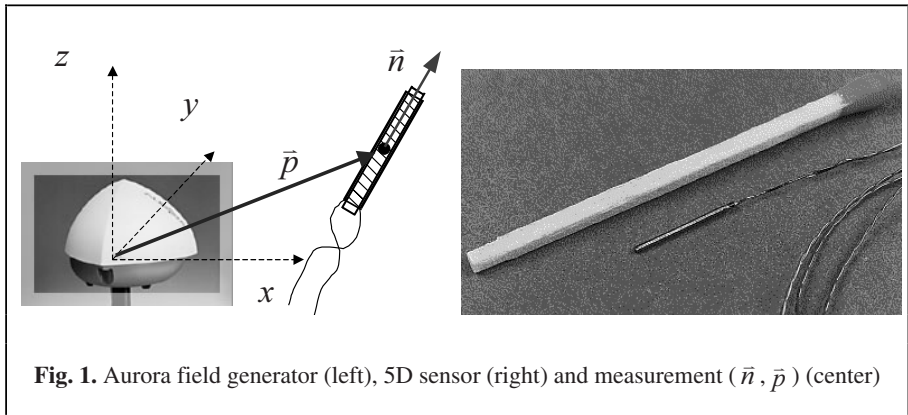 z
n⃗
y
p⃗
x
Fig. 1. Aurora field generator (left), 5D sensor (right) and measurement ( n⃗ , p⃗ ) (center)